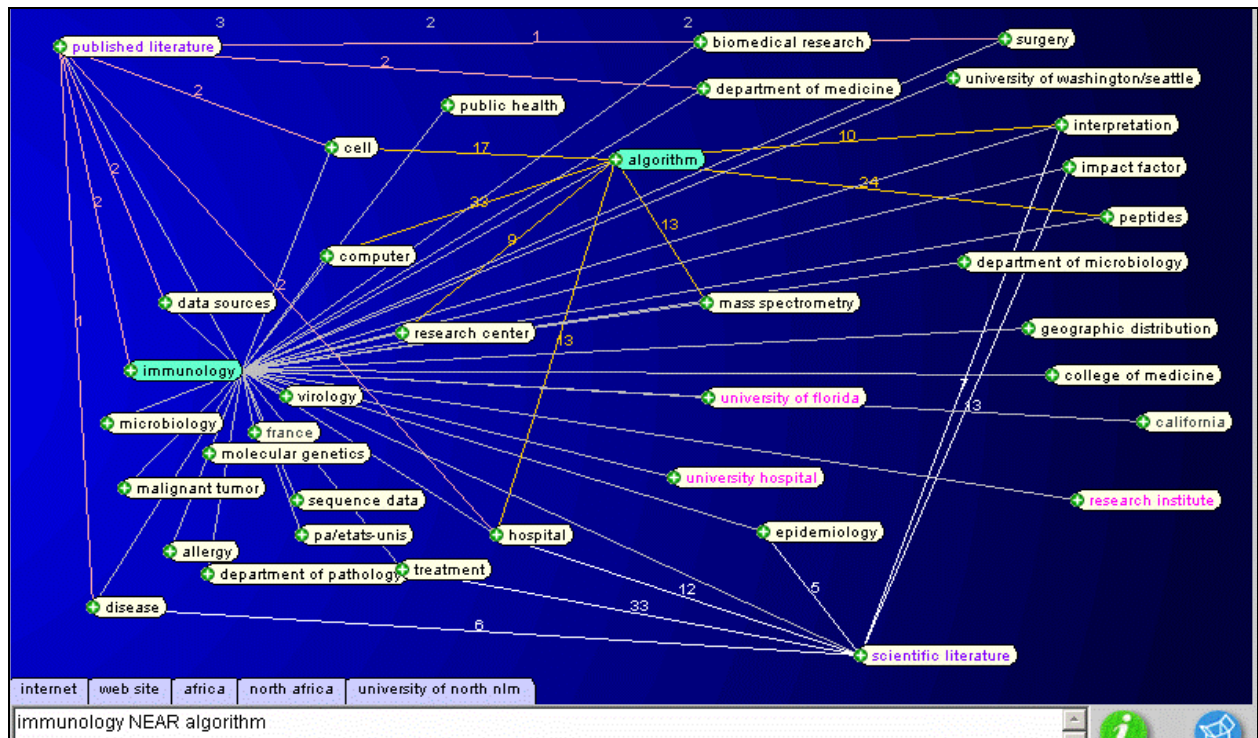 3 2 2
published literature
1
biomedical research
surgery
2
department of medicine
university of washington/seattle
2
public health
interpretation
cell
17
algorithm
10
impact factor
2
33
24
peptides
2
9
13
computer
department of microbiology
2
data sources
mass spectrometry
1
research center
13
geographic distribution
immunology
college of medicine
7
virology
university of florida
13
california
microbiology
france
molecular genetics
university hospital
malignant tumor
sequence data
research institute
pa/etats-unis
hospital
epidemiology
allergy
department of pathology
treatment
12
5
disease
33
6
scientific literature
internet web site africa north africa university of north nlm
immunology NEAR algorithm